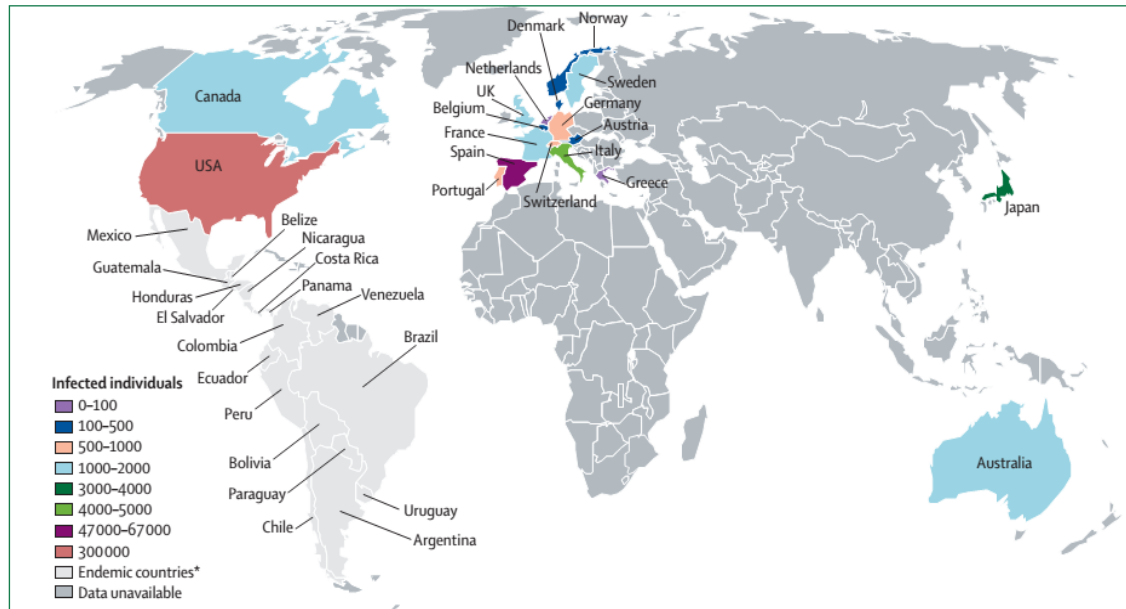 Norway
Denmark
Netherlands
Sweden
UK
Germany
Canada
Belgium
Austria
France
Italy
USA
Spain
Greece
Portugal
Switzerland
Japan
Belize
Mexico
Nicaragua
Costa Rica
Guatemala
Panama
Honduras
Venezuela
El Salvador
Colombia
Brazil
Ecuador
Infected individuals
0–100
100–500
500–1000
1000–2000
3000–4000
4000–5000
47000–67000
300000
Endemic countries*
Data unavailable
Peru
Bolivia
Australia
Paraguay
Uruguay
Chile
Argentina